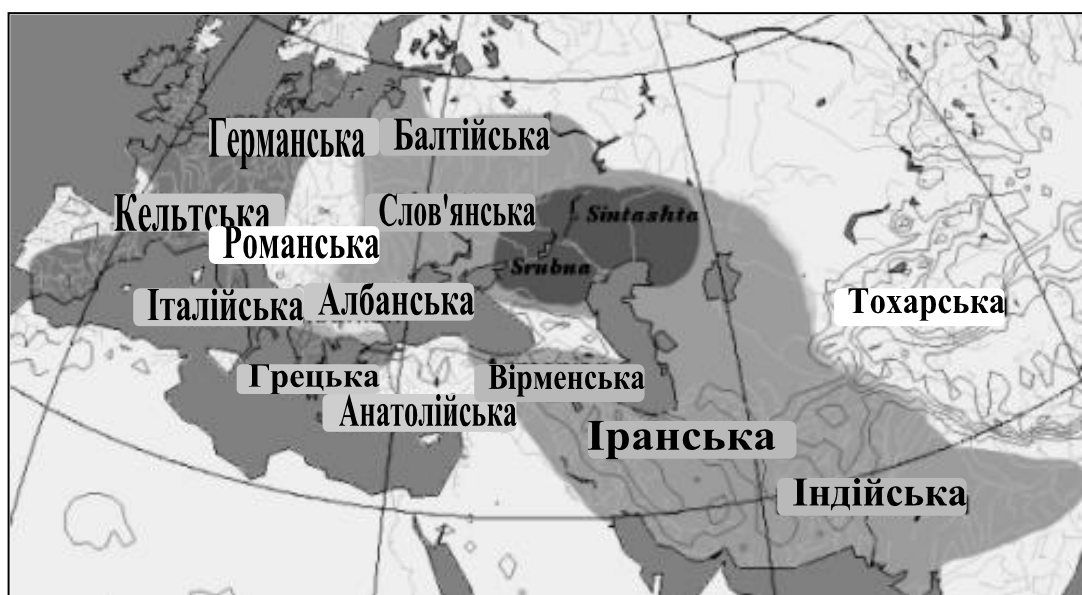 Германська
Балтійська
Кельтська
Слов'янська
Sintashta
Романська
Srubna
Італійська
Албанська
Тохарська
Грецька
Вірменська
Анатолійська
Іранська
Індійська